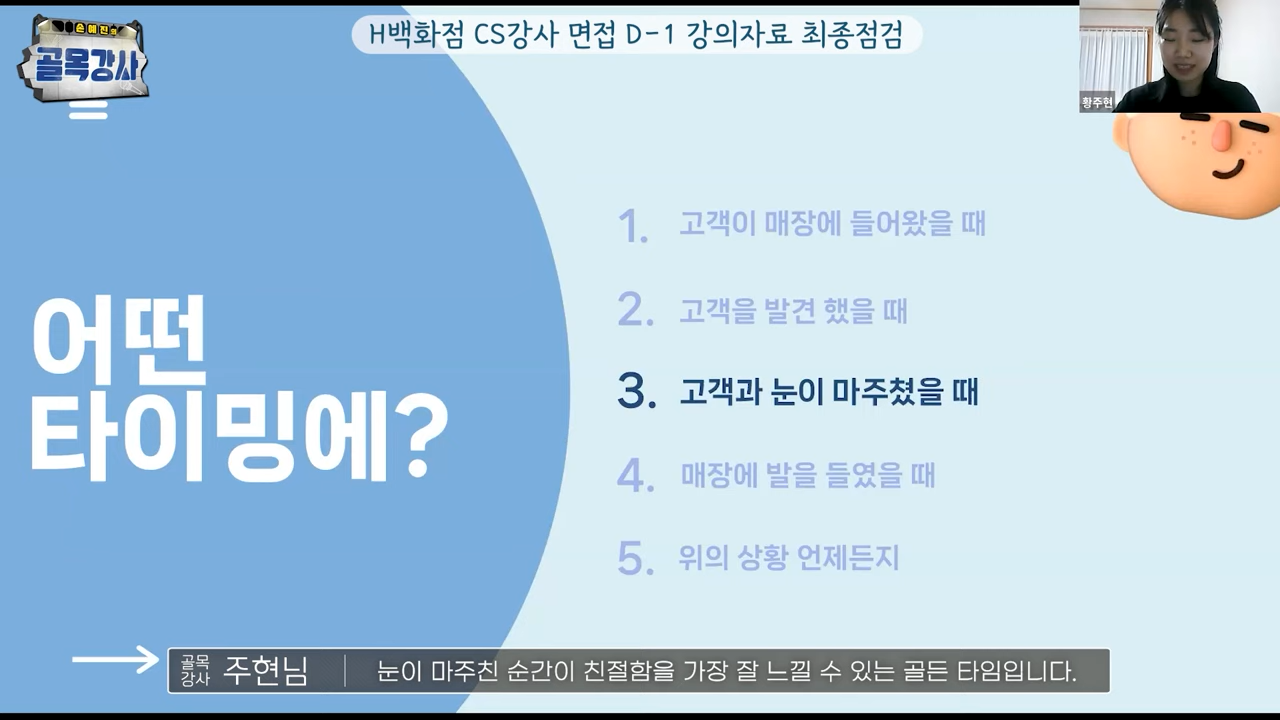 손혜진의
골목강사
H백화점 CS강사 면접 D-1 강의자료 최종점검
황주현
어떤
타이밍에?
1. 고객이 매장에 들어왔을 때
2. 고객을 발견 했을 때
3. 고객과 눈이 마주쳤을 때
4. 매장에 발을 들였을 때
5. 위의 상황 언제든지
골목
강사
주현님
눈이 마주친 순간이 친절함을 가장 잘 느낄 수 있는 골든 타임입니다.